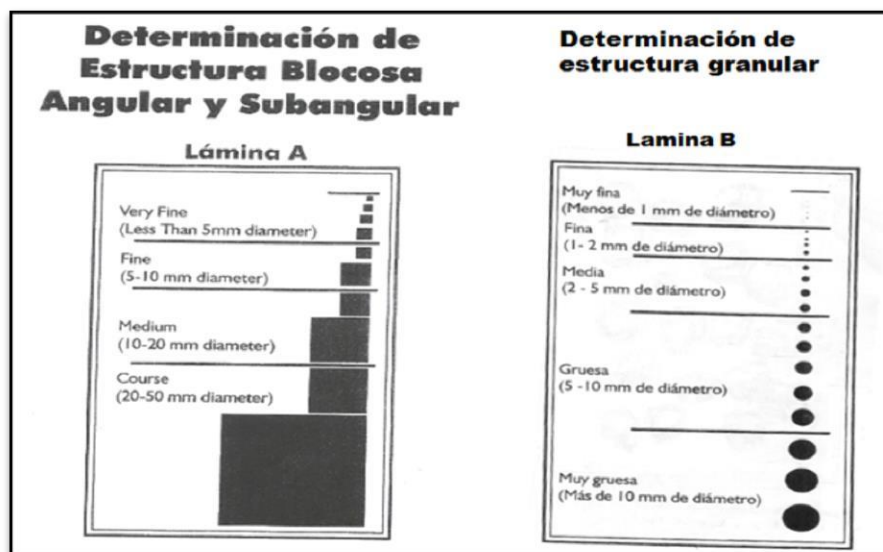 Determinación de
Estructura Blocosa
Angular y Subangular
Lámina A
Very Fine
(Less Than 5mm diameter)
Fine
(5-10 mm diameter)
Medium
(10-20 mm diameter)
Course
(20-50 mm diameter)
Determinación de
estructura granular
Lamina B
Muy fina
(Menos de 1 mm de diámetro)
Fina
(1- 2 mm de diámetro)
Media
(2 - 5 mm de diámetro)
Gruesa
(5 -10 mm de diámetro)
Muy gruesa
(Más de 10 mm de diámetro)